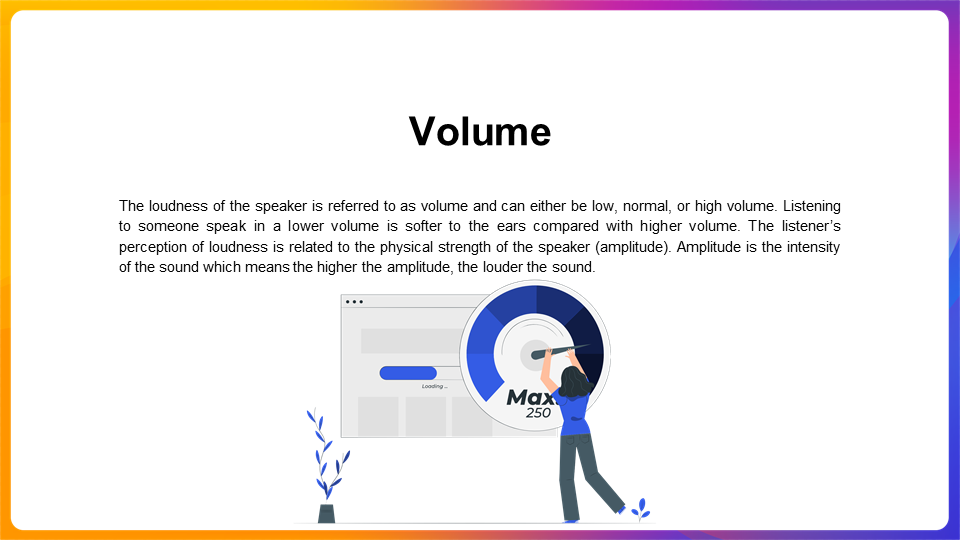 Volume
The loudness of the speaker is referred to as volume and can either be low, normal, or high volume. Listening
to someone speak in a lower volume is softer to the ears compared with higher volume. The listener’s
perception of loudness is related to the physical strength of the speaker (amplitude). Amplitude is the intensity
of the sound which means the higher the amplitude, the louder the sound.
Loading ...
Max.
250